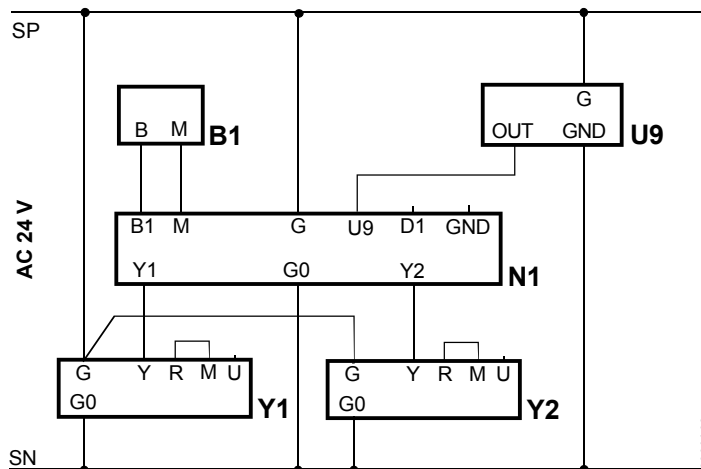 SP
G
B M B1
OUT GND U9
AC 24 V
B1 M G U9 D1 GND
Y1 G0 Y2 N1
G Y R M U
G0 Y1
G Y R M U
G0 Y2
SN